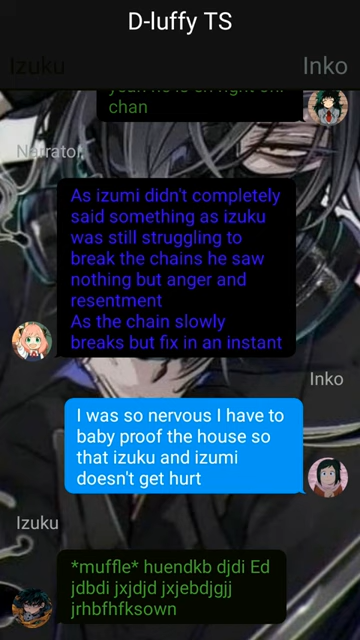 D-luffy TS
Izuku
Inko
chan
Narrator
As izumi didn't completely
said something as izuku
was still struggling to
break the chains he saw
nothing but anger and
resentment
As the chain slowly
breaks but fix in an instant
Inko
I was so nervous I have to
baby proof the house so
that izuku and izumi
doesn't get hurt
Izuku
*muffle* huendkb djdi Ed
jdbdi jxjdjd jxjebdjgjj
jrhbfhfksown